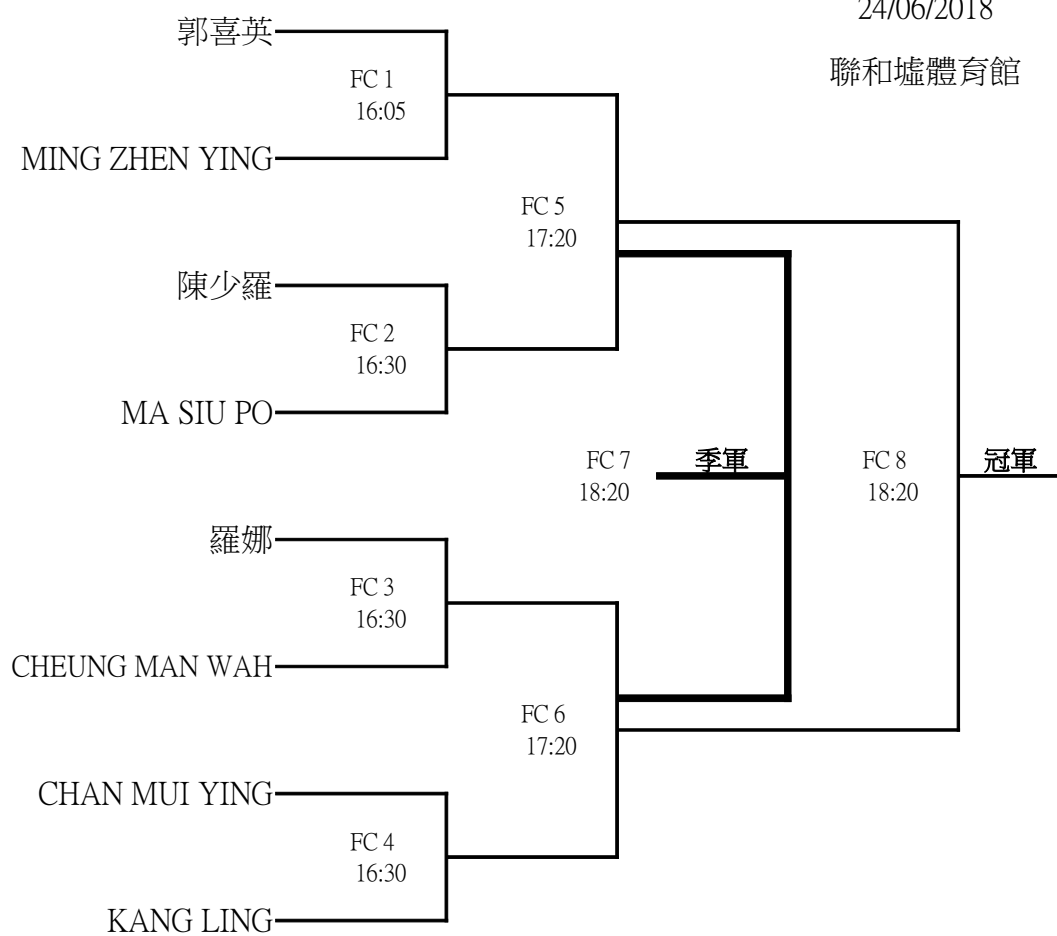 24/06/2018
聯和墟體育館
郭喜英
FC 1
16:05
MING ZHEN YING
FC 5
17:20
陳少羅
FC 2
16:30
MA SIU PO
FC 7
18:20
季軍
FC 8
18:20
冠軍
羅娜
FC 3
16:30
CHEUNG MAN WAH
FC 6
17:20
CHAN MUI YING
FC 4
16:30
KANG LING